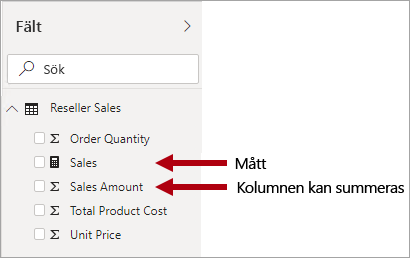 Fält
Sök
Reseller Sales
Σ Order Quantity
Sales
Mått
Σ Sales Amount
Kolumnen kan summeras
Σ Total Product Cost
Σ Unit Price